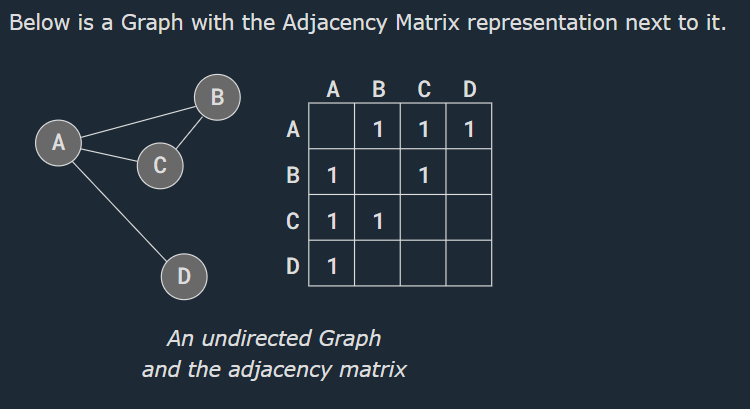 Below is a Graph with the Adjacency Matrix representation next to it.
A B C D
B
A 1 1 1
A
C
B 1 1
C 1 1
D 1
D
An undirected Graph
and the adjacency matrix